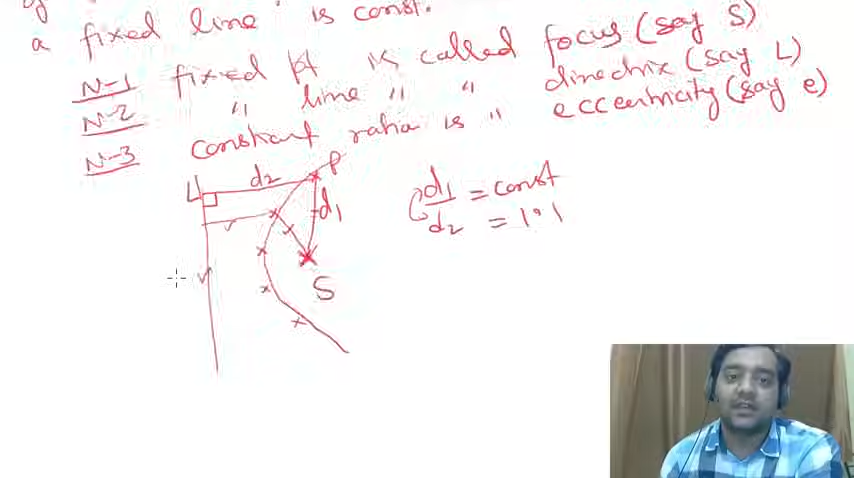 a fixed line is const.
N-1 fixed pt is called focus (say S)
N-2 " line " " directrix (say L)
N-3 constant ratio is " eccentricity (say e)
L d2 P
d1
S
d1/d2 = const
= 1.1